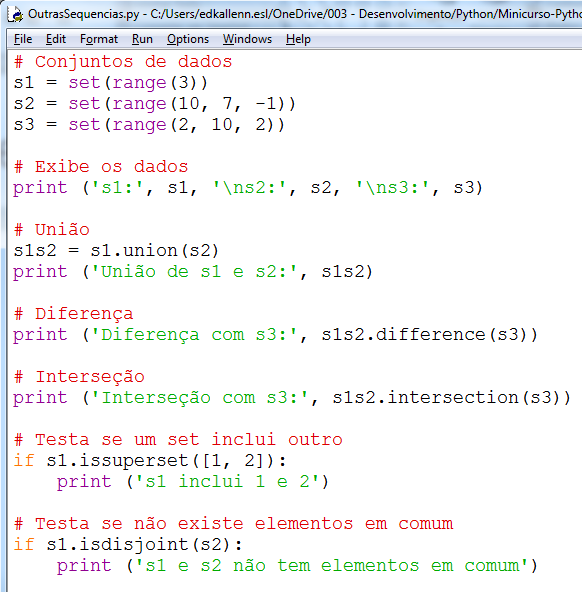 OutrasSequencias.py - C:/Users/edkallenn.esl/OneDrive/003 - Desenvolvimento/Python/Minicurso-Pytho
File Edit Format Run Options Windows Help
# Conjuntos de dados
s1 = set(range(3))
s2 = set(range(10, 7, -1))
s3 = set(range(2, 10, 2))
# Exibe os dados
print ('s1:', s1, '\ns2:', s2, '\ns3:', s3)
# União
s1s2 = s1.union(s2)
print ('União de s1 e s2:', s1s2)
# Diferença
print ('Diferença com s3:', s1s2.difference(s3))
# Interseção
print ('Interseção com s3:', s1s2.intersection(s3))
# Testa se um set inclui outro
if s1.issuperset([1, 2]):
    print ('s1 inclui 1 e 2')
# Testa se não existe elementos em comum
if s1.isdisjoint(s2):
    print ('s1 e s2 não tem elementos em comum')